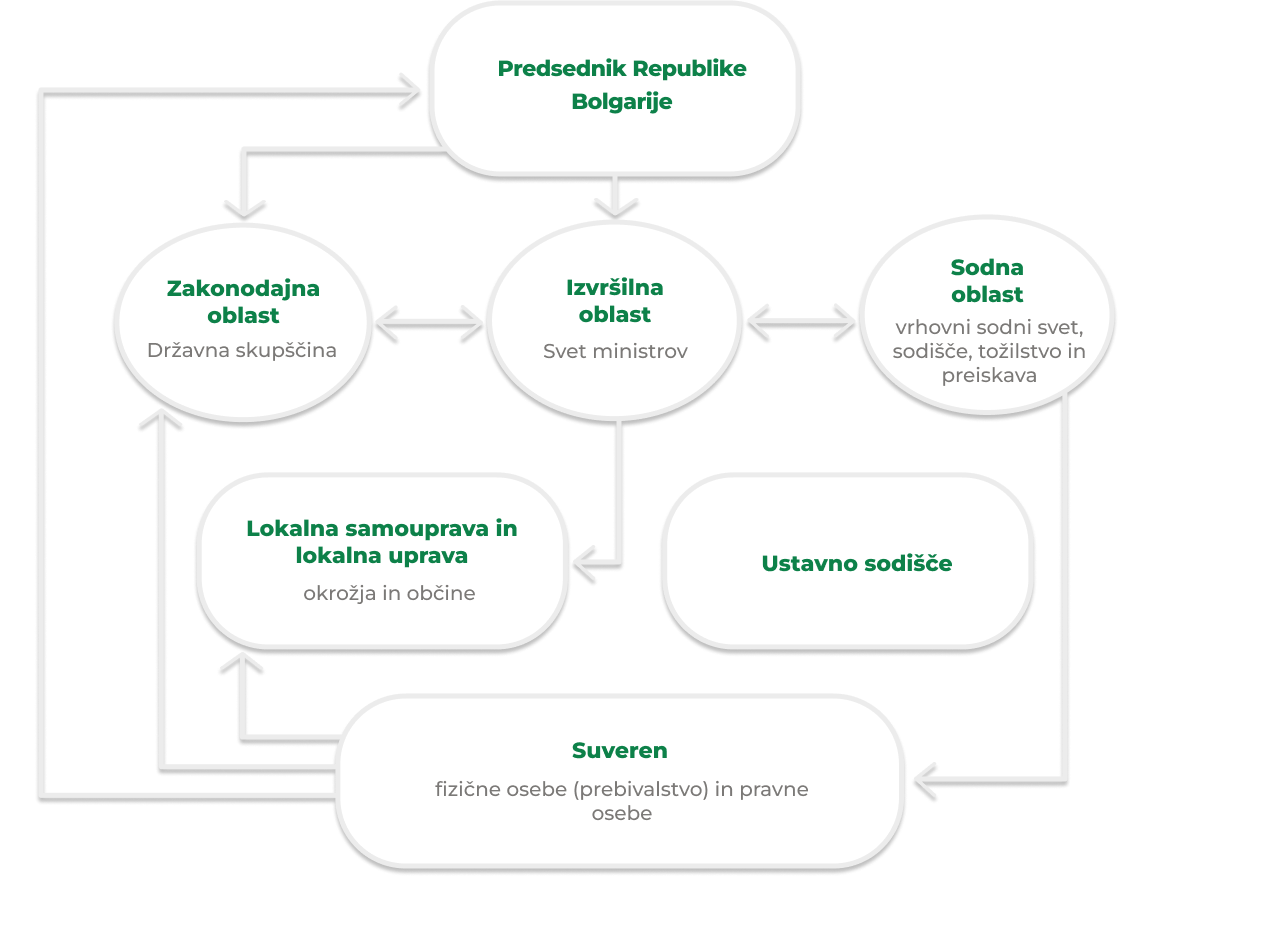 Predsednik Republike
Bolgarije
Zakonodajna
oblast
Državna skupščina
Izvršilna
oblast
Svet ministrov
Sodna
oblast
vrhovni sodni svet,
sodišče, tožilstvo in
preiskava
Lokalna samouprava in
lokalna uprava
okrožja in občine
Ustavno sodišče
Suveren
fizične osebe (prebivalstvo) in pravne
osebe